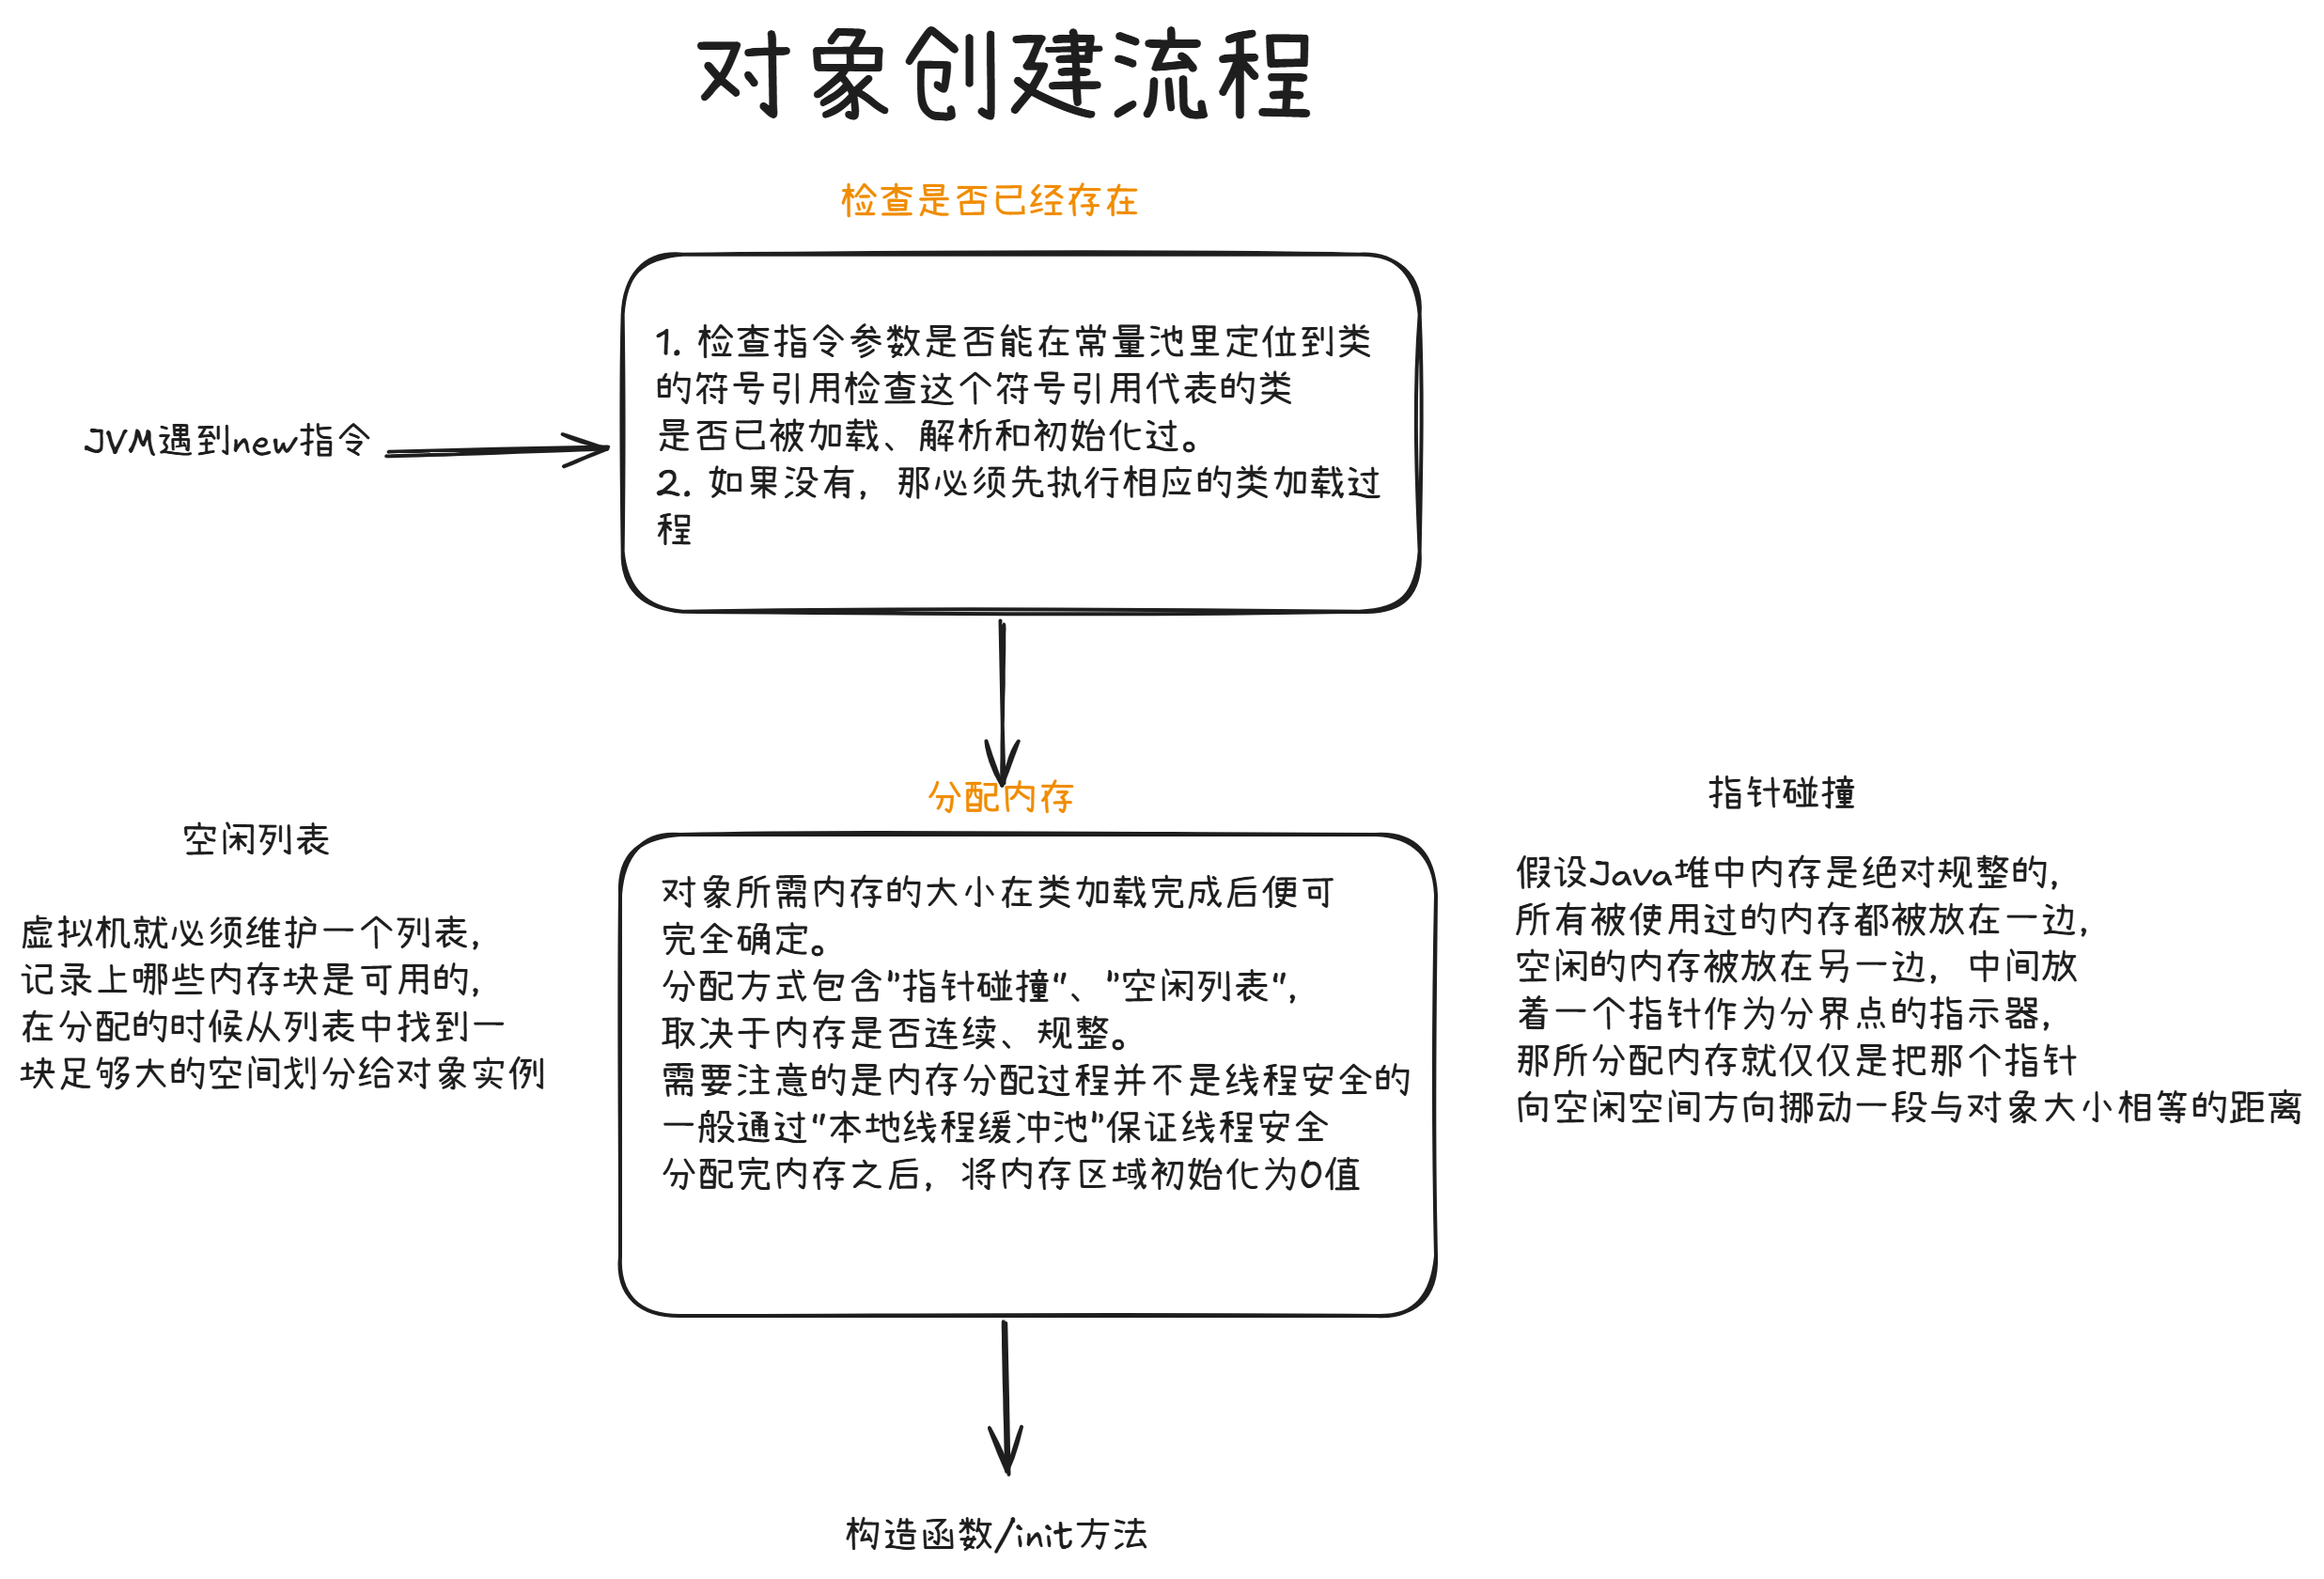 对象创建流程
检查是否已经存在
1. 检查指令参数是否能在常量池里定位到类
的符号引用检查这个符号引用代表的类
是否已被加载、解析和初始化过。
2. 如果没有，那必须先执行相应的类加载过
程
JVM遇到new指令
分配内存
对象所需内存的大小在类加载完成后便可
完全确定。
分配方式包含"指针碰撞"、"空闲列表"，
取决于内存是否连续、规整。
需要注意的是内存分配过程并不是线程安全的
一般通过"本地线程缓冲池"保证线程安全
分配完内存之后，将内存区域初始化为0值
空闲列表
虚拟机就必须维护一个列表，
记录上哪些内存块是可用的，
在分配的时候从列表中找到一
块足够大的空间划分给对象实例
指针碰撞
假设Java堆中内存是绝对规整的，
所有被使用过的内存都被放在一边，
空闲的内存被放在另一边，中间放
着一个指针作为分界点的指示器，
那所分配内存就仅仅是把那个指针
向空闲空间方向挪动一段与对象大小相等的距离
构造函数/init方法